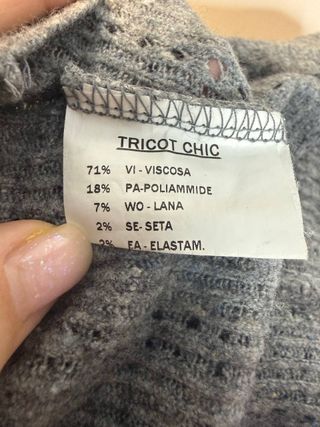 TRICOT CHIC
71% VI - VISCOSA
18% PA-POLIAMMIDE
7% WO - LANA
2% SE- SETA
2% EA- ELASTAM.